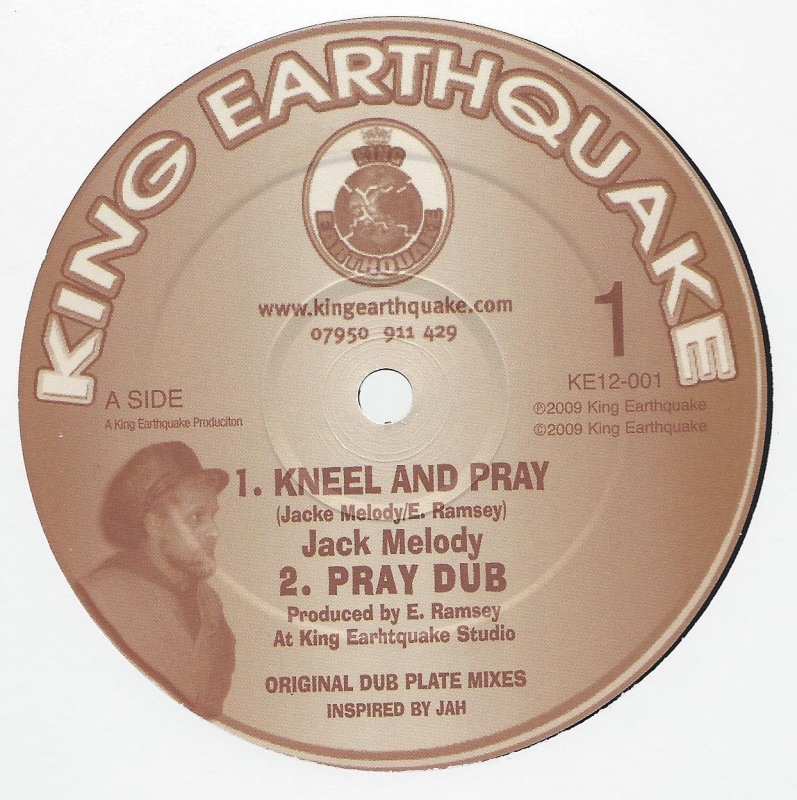 KING EARTHQUAKE
KING
EARTHQUAKE
www.kingearthquake.com
07950 911 429
1
KE12-001
℗2009 King Earthquake
©2009 King Earthquake
A SIDE
A King Earthquake Produciton
1. KNEEL AND PRAY
(Jacke Melody/E. Ramsey)
Jack Melody
2. PRAY DUB
Produced by E. Ramsey
At King Earhtquake Studio
ORIGINAL DUB PLATE MIXES
INSPIRED BY JAH